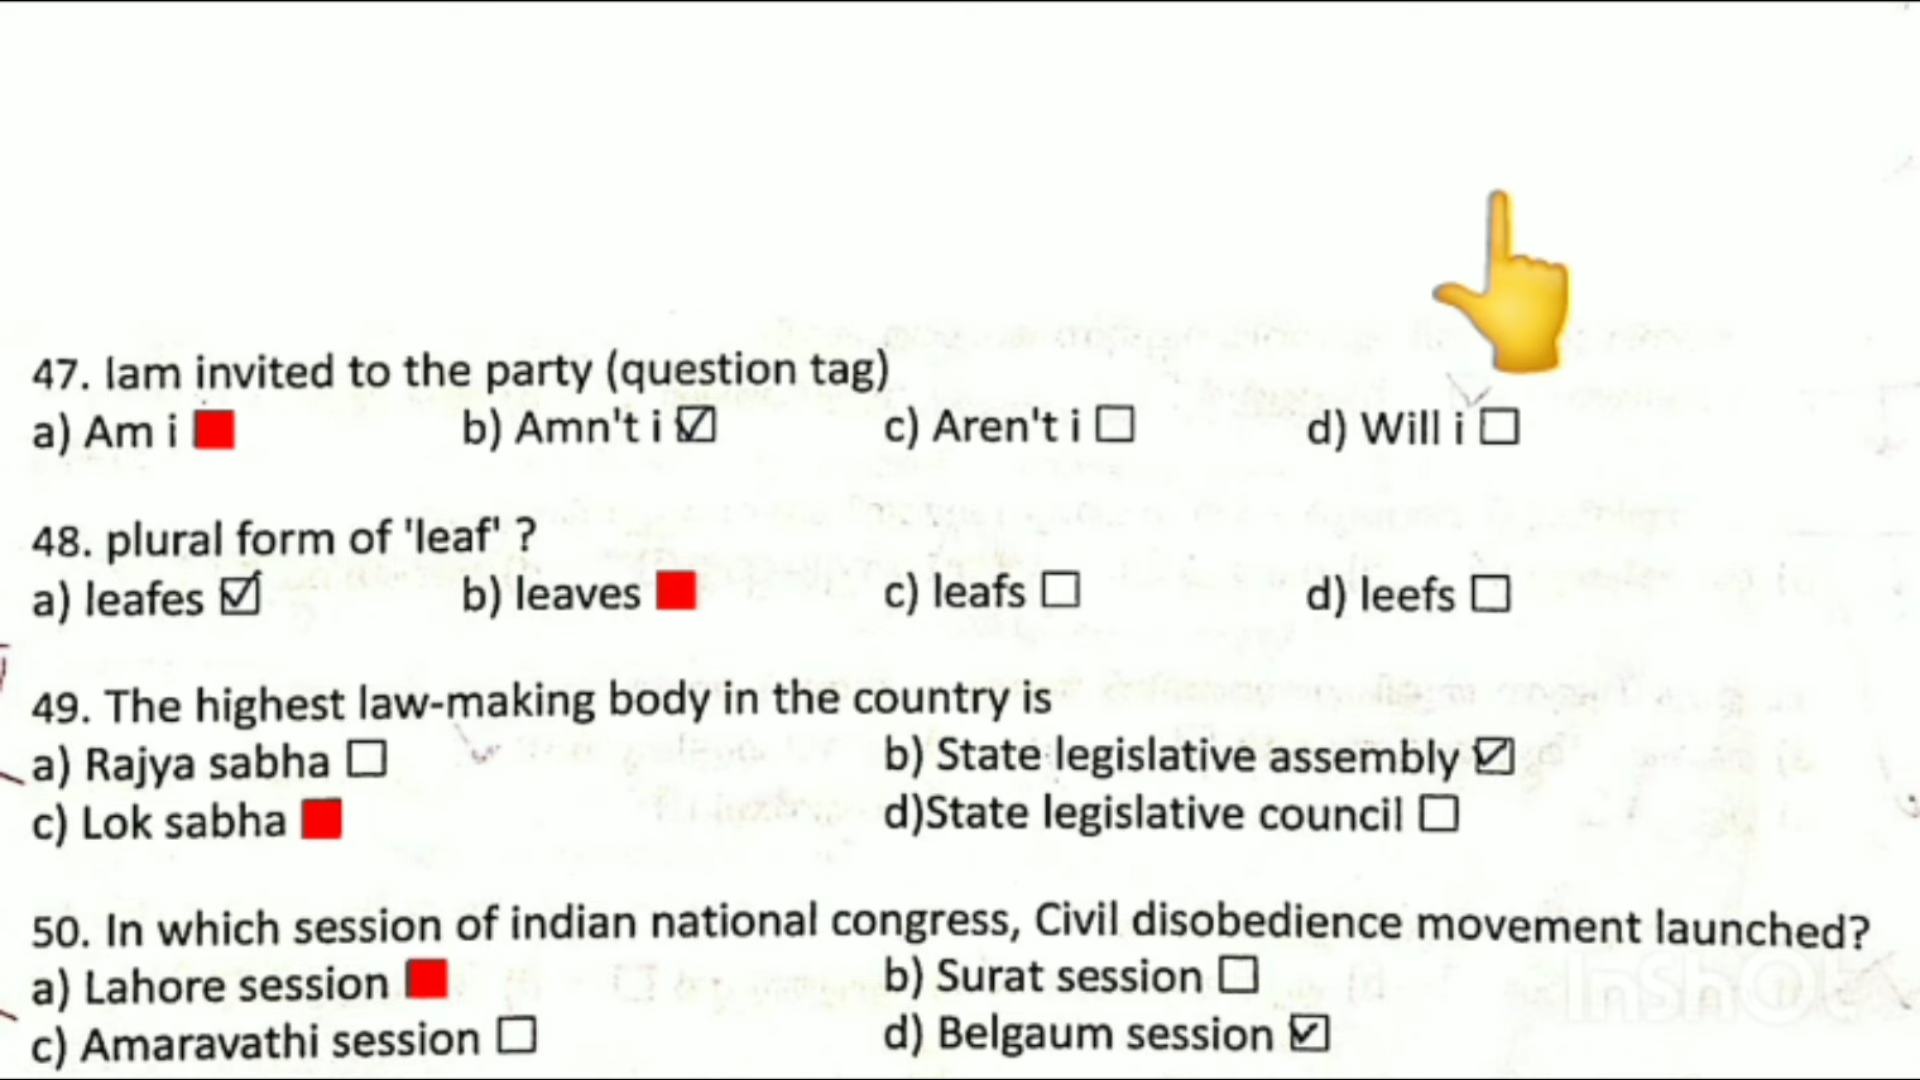 47. Iam invited to the party (question tag)
a) Am i b) Amn't i c) Aren't i d) Will i
48. plural form of 'leaf' ?
a) leafes b) leaves c) leafs d) leefs
49. The highest law-making body in the country is
a) Rajya sabha b) State legislative assembly
c) Lok sabha d)State legislative council
50. In which session of indian national congress, Civil disobedience movement launched?
a) Lahore session b) Surat session
c) Amaravathi session d) Belgaum session
InShOt